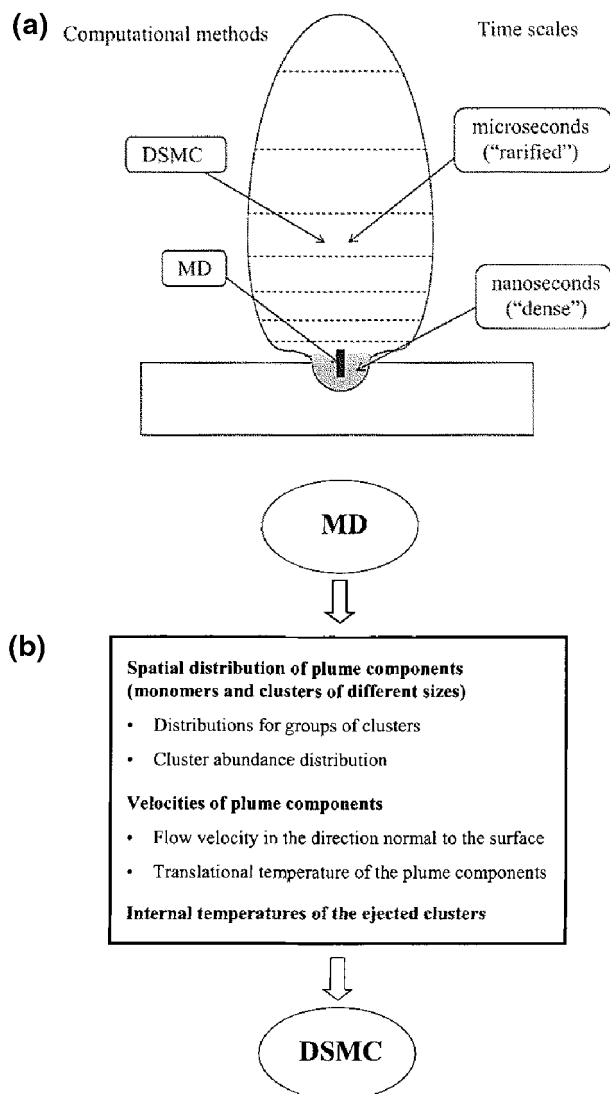 (a) Computational methods Time scales
microseconds
("rarified")
DSMC
MD
nanoseconds
("dense")
MD
(b)
Spatial distribution of plume components
(monomers and clusters of different sizes)
• Distributions for groups of clusters
• Cluster abundance distribution
Velocities of plume components
• Flow velocity in the direction normal to the surface
• Translational temperature of the plume components
Internal temperatures of the ejected clusters
DSMC